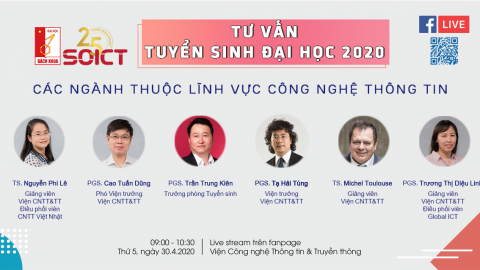 ĐẠI HỌC
BÁCH KHOA
25
SOICT
TƯ VẤN
TUYỂN SINH ĐẠI HỌC 2020
f LIVE
CÁC NGÀNH THUỘC LĨNH VỰC CÔNG NGHỆ THÔNG TIN
TS. Nguyễn Phi Lê
Giảng viên
Viện CNTT&TT
Điều phối viên
CNTT Việt Nhật
PGS. Cao Tuấn Dũng
Phó Viện trưởng
Viện CNTT&TT
PGS. Trần Trung Kiên
Trưởng phòng Tuyển sinh
PGS. Tạ Hải Tùng
Viện trưởng
Viện CNTT&TT
TS. Michel Toulouse
Giảng viên
Viện CNTT&TT
PGS. Trương Thị Diệu Linh
Giảng viên
Viện CNTT&TT
Điều phối viên
Global ICT
09:00 - 10:30
Thứ 5, ngày 30.4.2020
Live stream trên fanpage
Viện Công nghệ Thông tin & Truyền thông